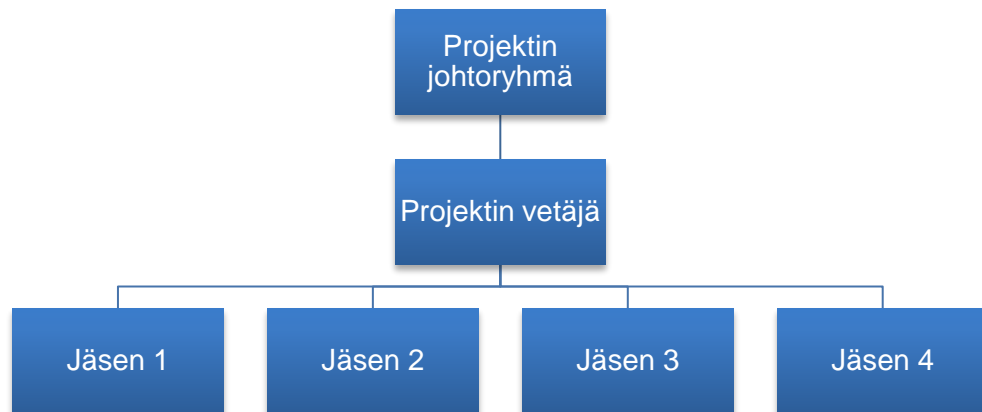 Projektin
johtoryhmä
Projektin vetäjä
Jäsen 1
Jäsen 2
Jäsen 3
Jäsen 4